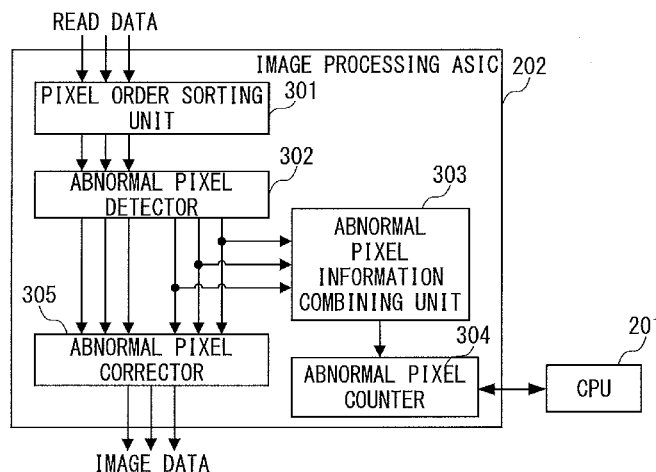 READ DATA
IMAGE PROCESSING ASIC
202
PIXEL ORDER SORTING
UNIT
301
302
ABNORMAL PIXEL
DETECTOR
303
ABNORMAL
PIXEL
INFORMATION
COMBINING UNIT
305
ABNORMAL PIXEL
CORRECTOR
304
ABNORMAL PIXEL
COUNTER
201
CPU
IMAGE DATA